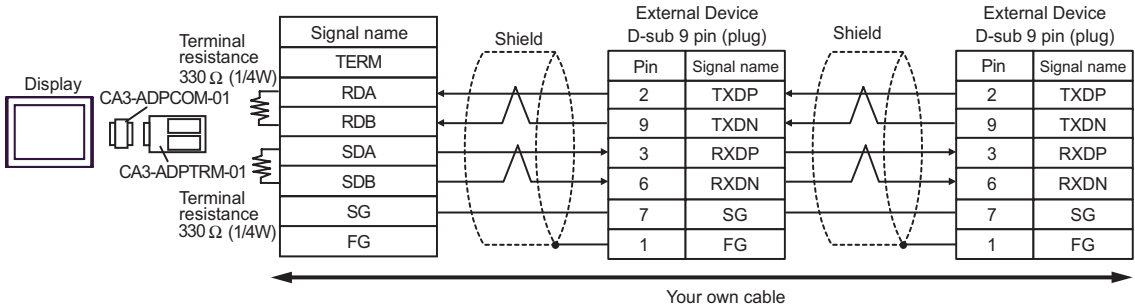 Display
CA3-ADPCOM-01
CA3-ADPTRM-01
Terminal
resistance
330 Ω (1/4W)
Terminal
resistance
330 Ω (1/4W)
Signal name
TERM
RDA
RDB
SDA
SDB
SG
FG
Shield
External Device
D-sub 9 pin (plug)
Pin Signal name
2 TXDP
9 TXDN
3 RXDP
6 RXDN
7 SG
1 FG
Shield
External Device
D-sub 9 pin (plug)
Pin Signal name
2 TXDP
9 TXDN
3 RXDP
6 RXDN
7 SG
1 FG
Your own cable